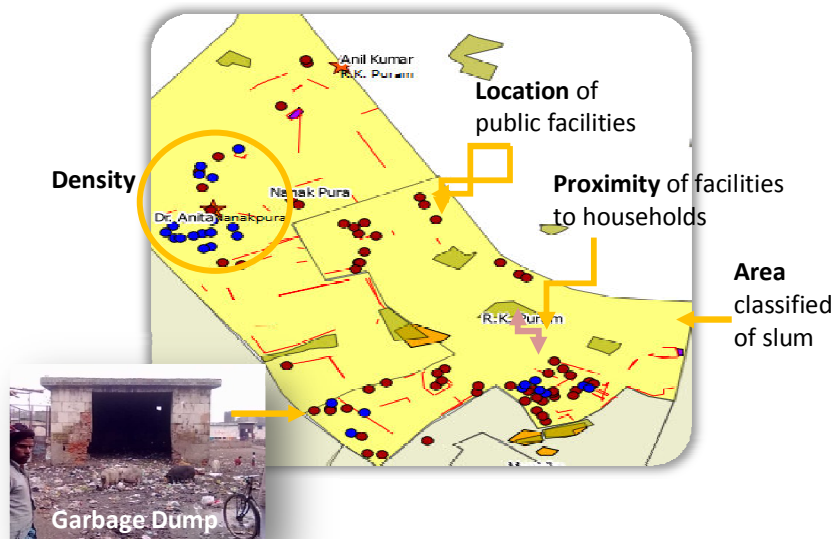 Anil Kumar
R.K. Puram
Location of
public facilities
Density
Nanak Pura
Proximity of facilities
to households
Dr. Anita Nanakpura
Area
classified
of slum
R.K. Puram
Garbage Dump